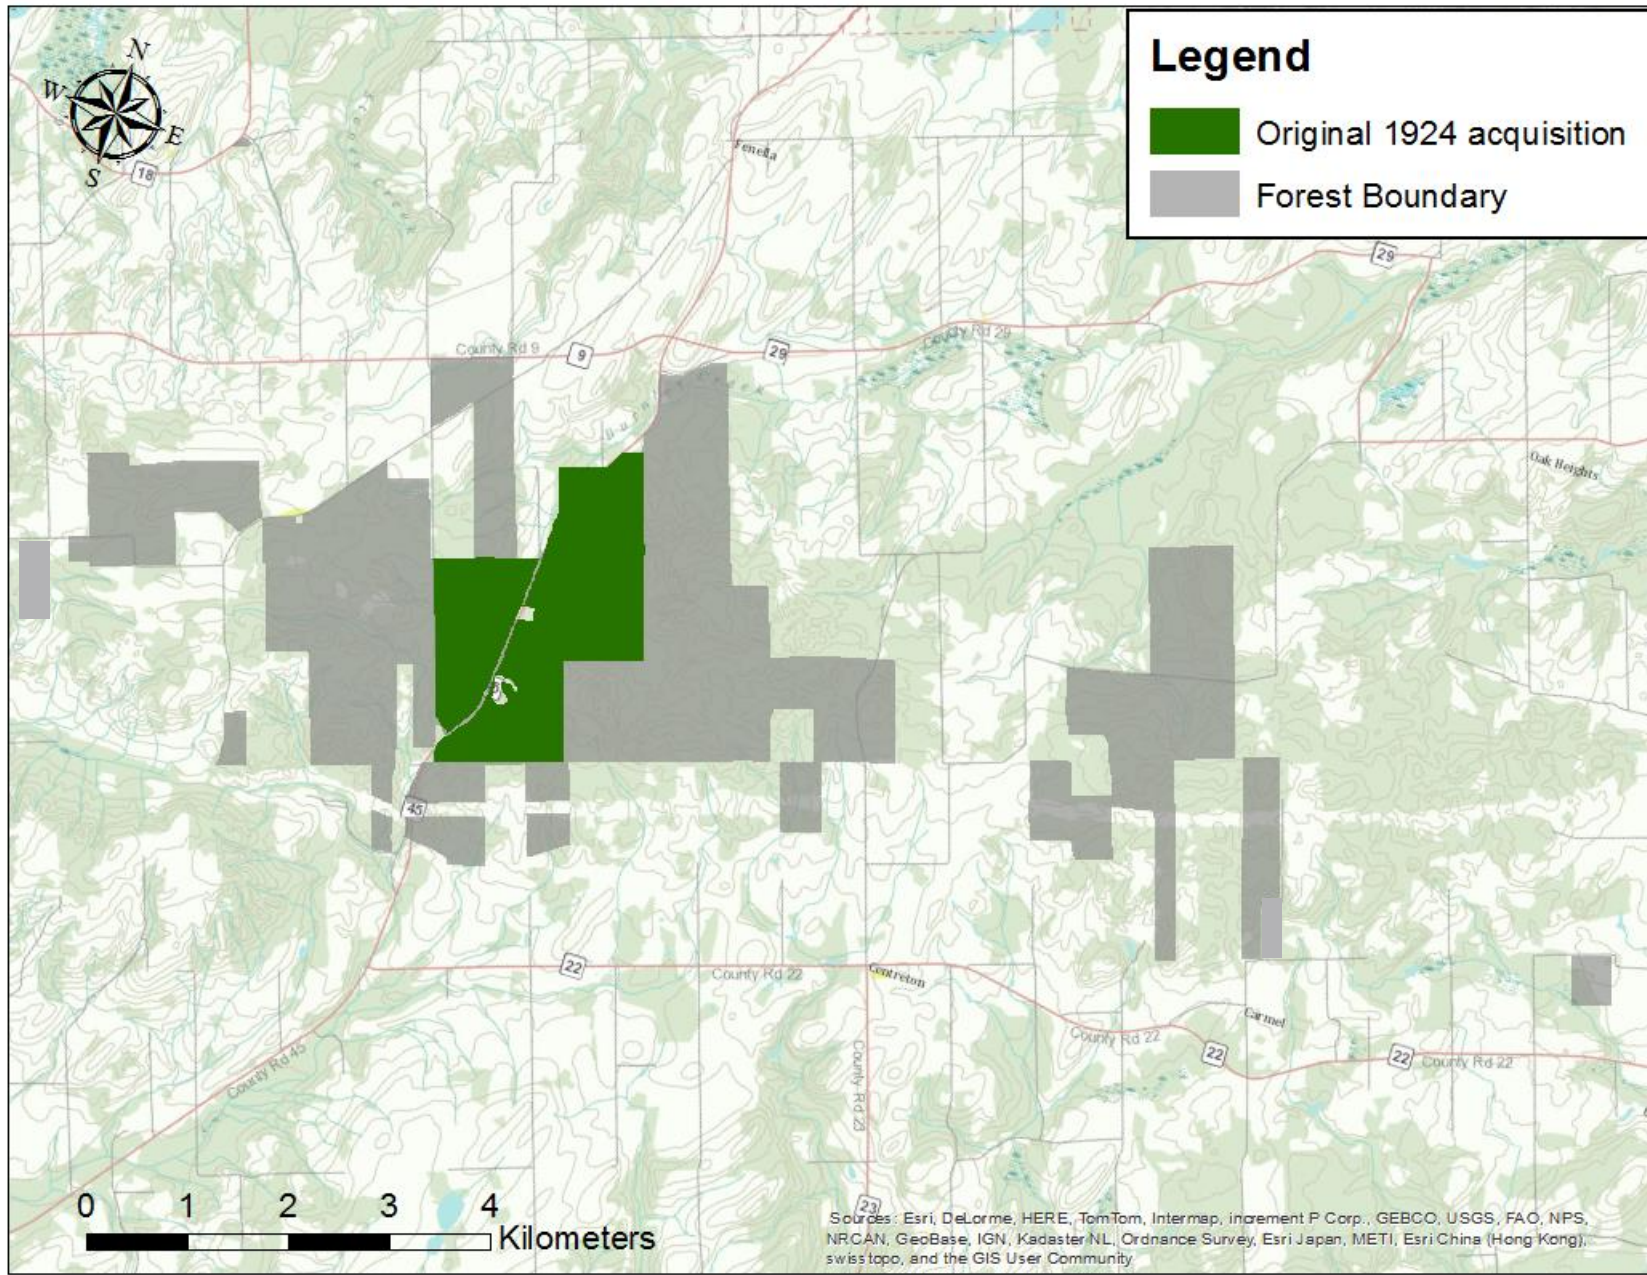 N
W
E
S
18
Creek
Fenella
Legend
Original 1924 acquisition
Forest Boundary
29
County Rd 9
9
29
County Rd 29
Burnley Creek
Oak Heights
45
22
County Rd 22
Centreton
Carmel
County Rd 22
22
22
County Rd 22
County Rd 45
County Rd 23
23
0 1 2 3 4
Kilometers
Sources: Esri, DeLorme, HERE, TomTom, Intermap, increment P Corp., GEBCO, USGS, FAO, NPS,
NRCAN, GeoBase, IGN, Kadaster NL, Ordnance Survey, Esri Japan, METI, Esri China (Hong Kong),
swisstopo, and the GIS User Community